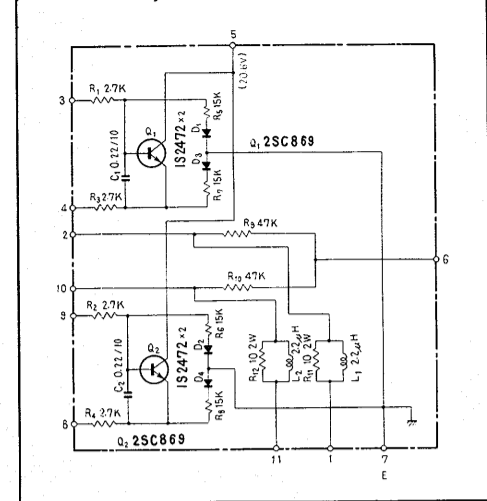 5
(20.6V)
3
R1 2.7K
Q1
C1 0.22/10
1S2472 ×2
R5 15K
D1
D3
R7 15K
Q1 2SC869
4
R3 2.7K
2
R9 47K
6
10
R10 47K
9
R2 2.7K
Q2
C2 0.22/10
1S2472 ×2
R6 15K
D2
D4
R8 15K
R12 10 2W
L2 2.2μH
R11 10 2W
L1 2.2μH
8
R4 2.7K
Q2 2SC869
11
1
7
E